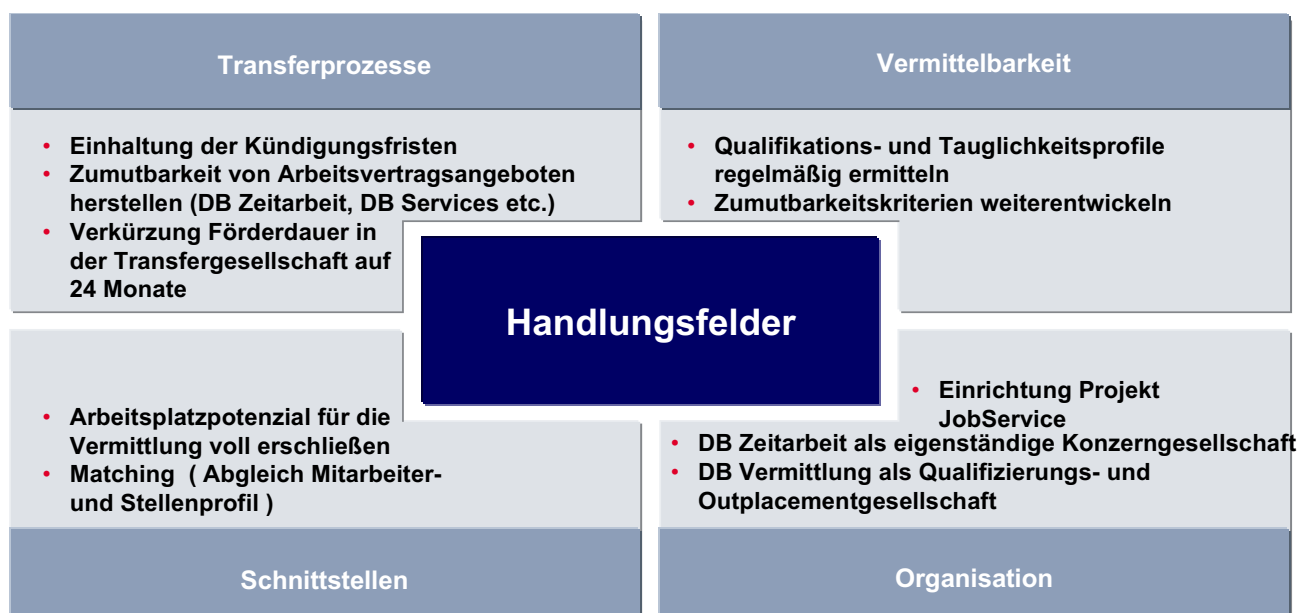 Transferprozesse
• Einhaltung der Kündigungsfristen
• Zumutbarkeit von Arbeitsvertragsangeboten
herstellen (DB Zeitarbeit, DB Services etc.)
• Verkürzung Förderdauer in
der Transfergesellschaft auf
24 Monate
Vermittelbarkeit
• Qualifikations- und Tauglichkeitsprofile
regelmäßig ermitteln
• Zumutbarkeitskriterien weiterentwickeln
Handlungsfelder
• Arbeitsplatzpotenzial für die
Vermittlung voll erschließen
• Matching ( Abgleich Mitarbeiter-
und Stellenprofil )
Schnittstellen
• Einrichtung Projekt
JobService
• DB Zeitarbeit als eigenständige Konzerngesellschaft
• DB Vermittlung als Qualifizierungs- und
Outplacementgesellschaft
Organisation